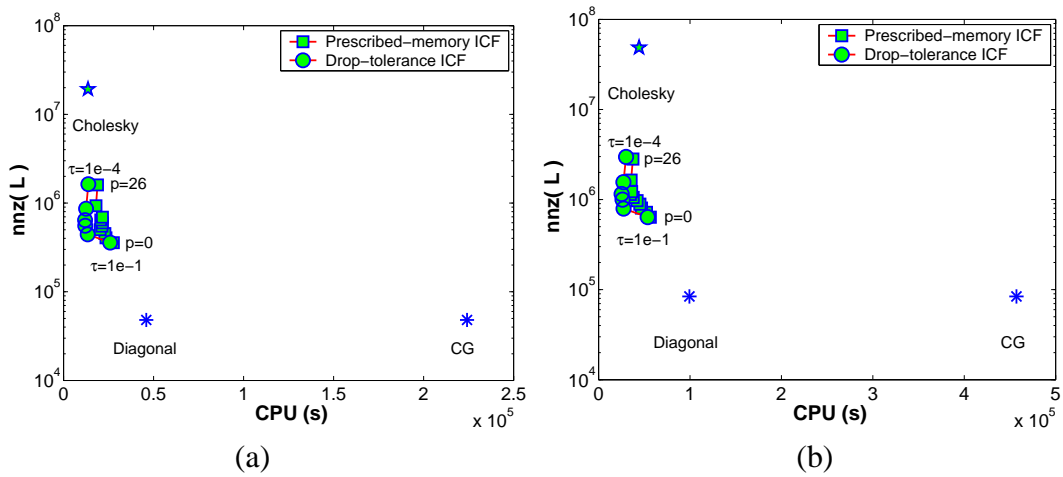 10^8
10^7
10^6
10^5
10^4
nnz( L )
Prescribed−memory ICF
Drop−tolerance ICF
Cholesky
τ=1e−4
p=26
p=0
τ=1e−1
Diagonal
CG
0
0.5
1
1.5
2
2.5
CPU (s)
x 10^5
(a)
10^8
10^7
10^6
10^5
10^4
nnz( L )
Prescribed−memory ICF
Drop−tolerance ICF
Cholesky
τ=1e−4
p=26
p=0
τ=1e−1
Diagonal
CG
0
1
2
3
4
5
CPU (s)
x 10^5
(b)